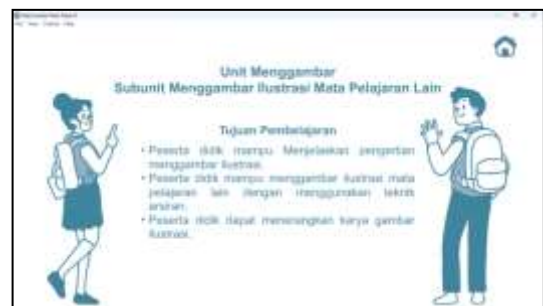 Unit Menggambar
Subunit Menggambar Ilustrasi Mata Pelajaran Lain
Tujuan Pembelajaran
• Peserta didik mampu Menjelaskan pengertian
menggambar ilustrasi.
• Peserta didik mampu menggambar ilustrasi mata
pelajaran lain dengan menggunakan teknik
arsiran.
• Peserta didik dapat menerangkan karya gambar
ilustrasi.